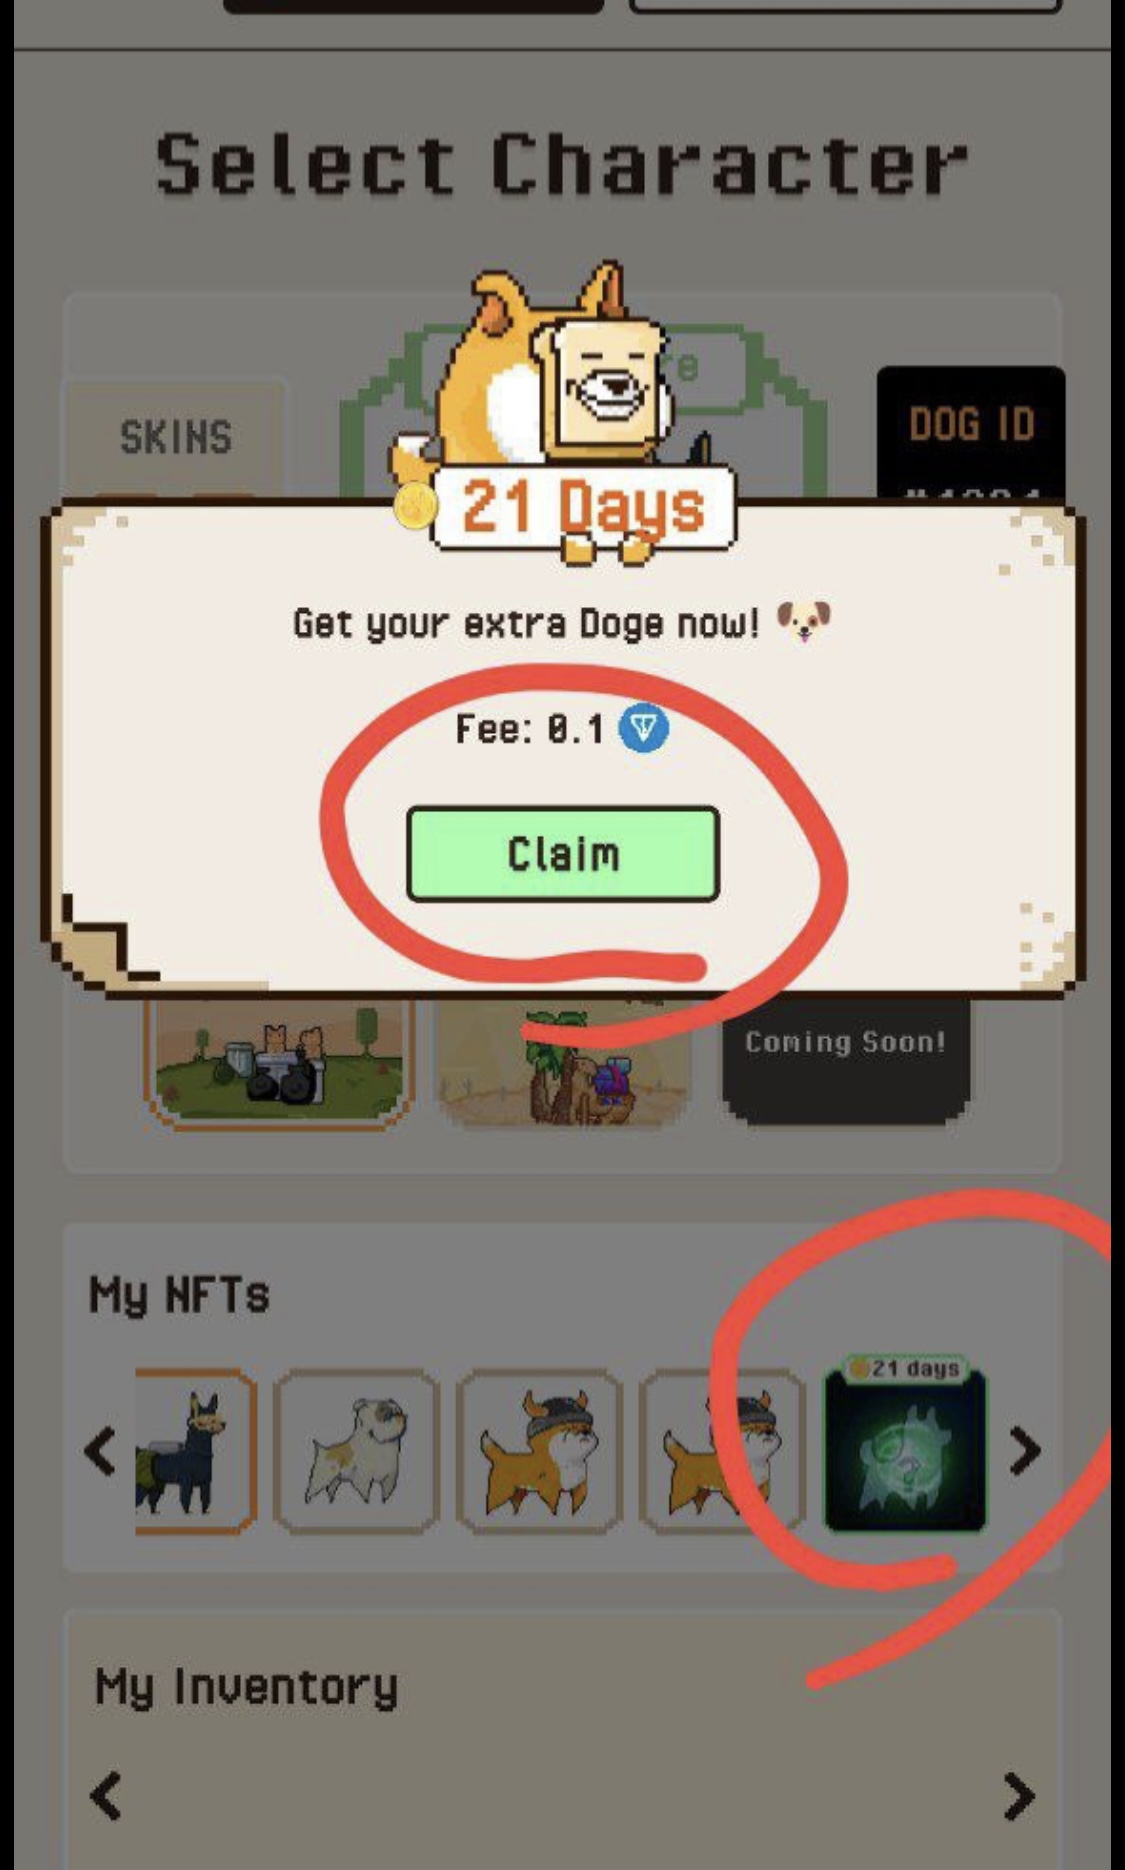 Select Character
SKINS
DOG ID
21 Days
Get your extra Doge now!
Fee: 0.1
Claim
Coming Soon!
My NFTs
21 days
My Inventory